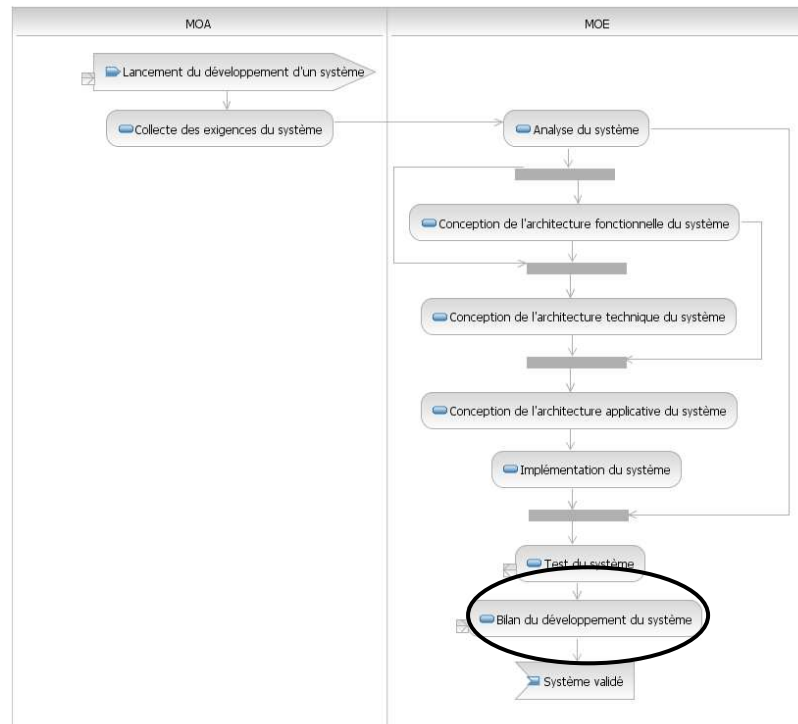 MOA
MOE
Lancement du développement d'un système
Collecte des exigences du système
Analyse du système
Conception de l'architecture fonctionnelle du système
Conception de l'architecture technique du système
Conception de l'architecture applicative du système
Implémentation du système
Test du système
Bilan du développement du système
Système validé